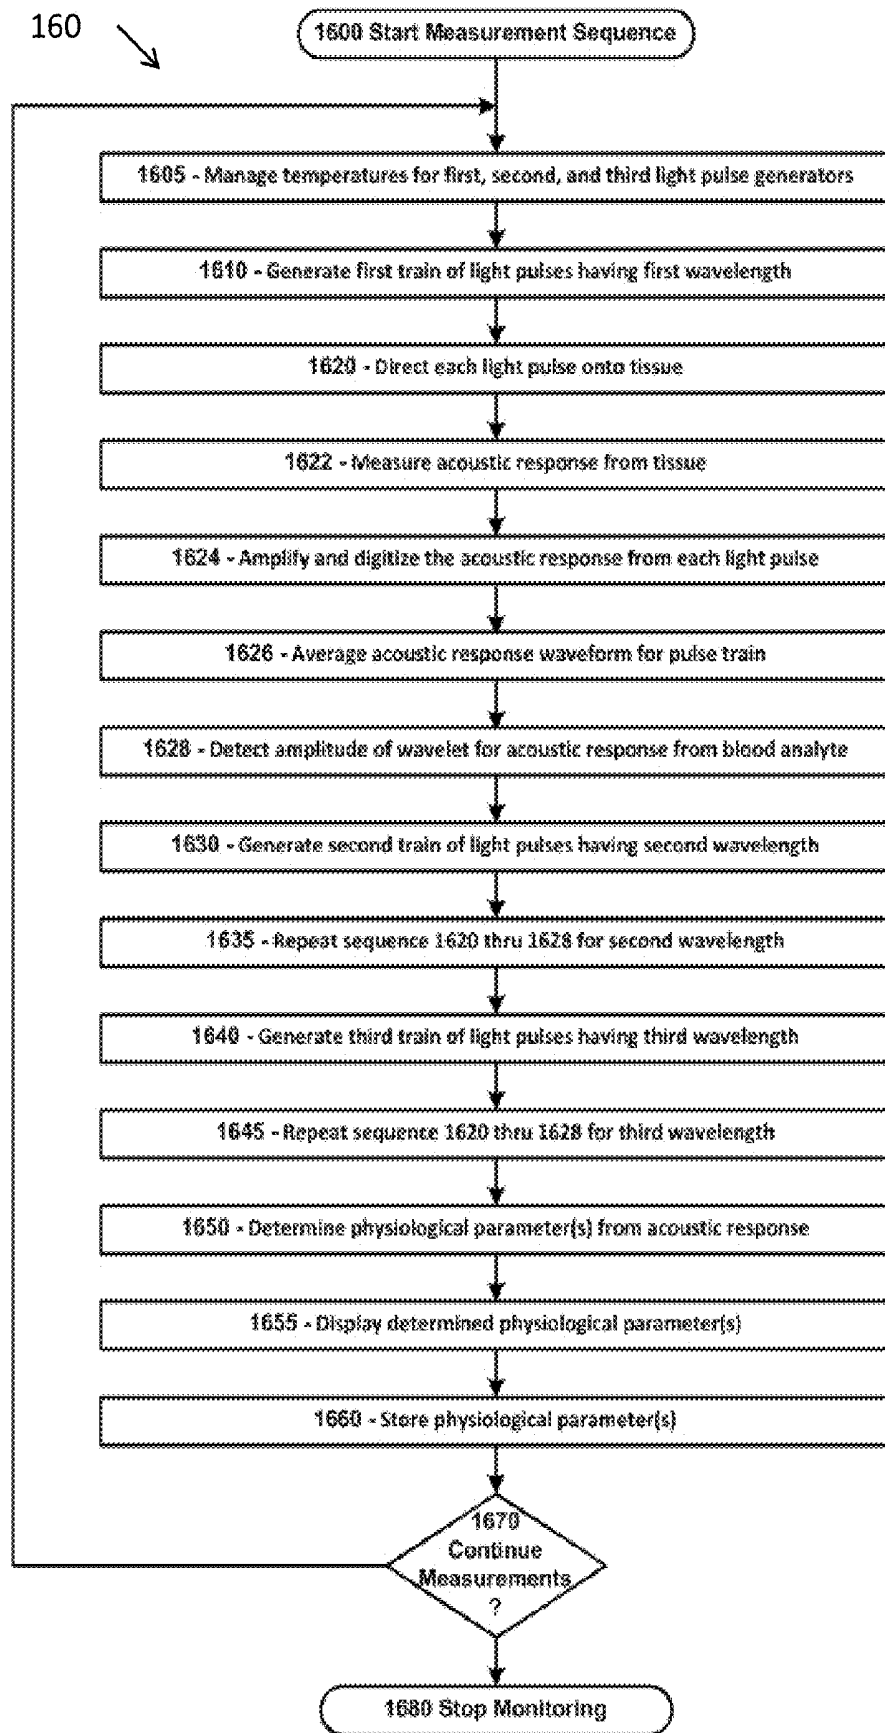 160
1600 Start Measurement Sequence
1605 - Manage temperatures for first, second, and third light pulse generators
1610 - Generate first train of light pulses having first wavelength
1620 - Direct each light pulse onto tissue
1622 - Measure acoustic response from tissue
1624 - Amplify and digitize the acoustic response from each light pulse
1626 - Average acoustic response waveform for pulse train
1628 - Detect amplitude of wavelet for acoustic response from blood analyte
1630 - Generate second train of light pulses having second wavelength
1635 - Repeat sequence 1620 thru 1628 for second wavelength
1640 - Generate third train of light pulses having third wavelength
1645 - Repeat sequence 1620 thru 1628 for third wavelength
1650 - Determine physiological parameter(s) from acoustic response
1655 - Display determined physiological parameter(s)
1660 - Store physiological parameter(s)
1670
Continue
Measurements
?
1680 Stop Monitoring